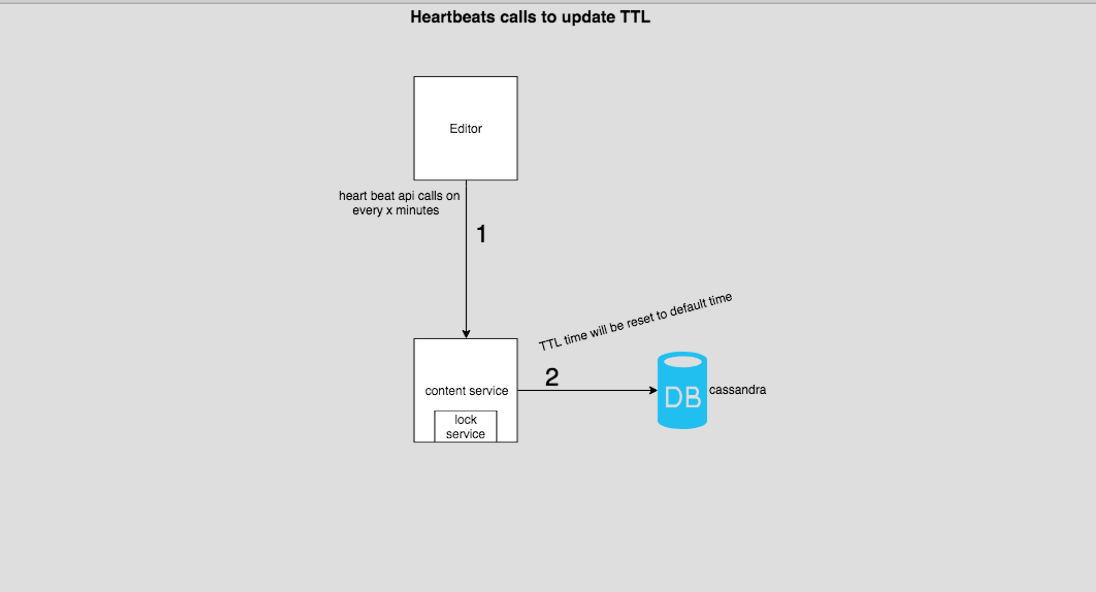 Heartbeats calls to update TTL
Editor
heart beat api calls on
every x minutes
1
TTL time will be reset to default time
2
content service
lock
service
DB
cassandra